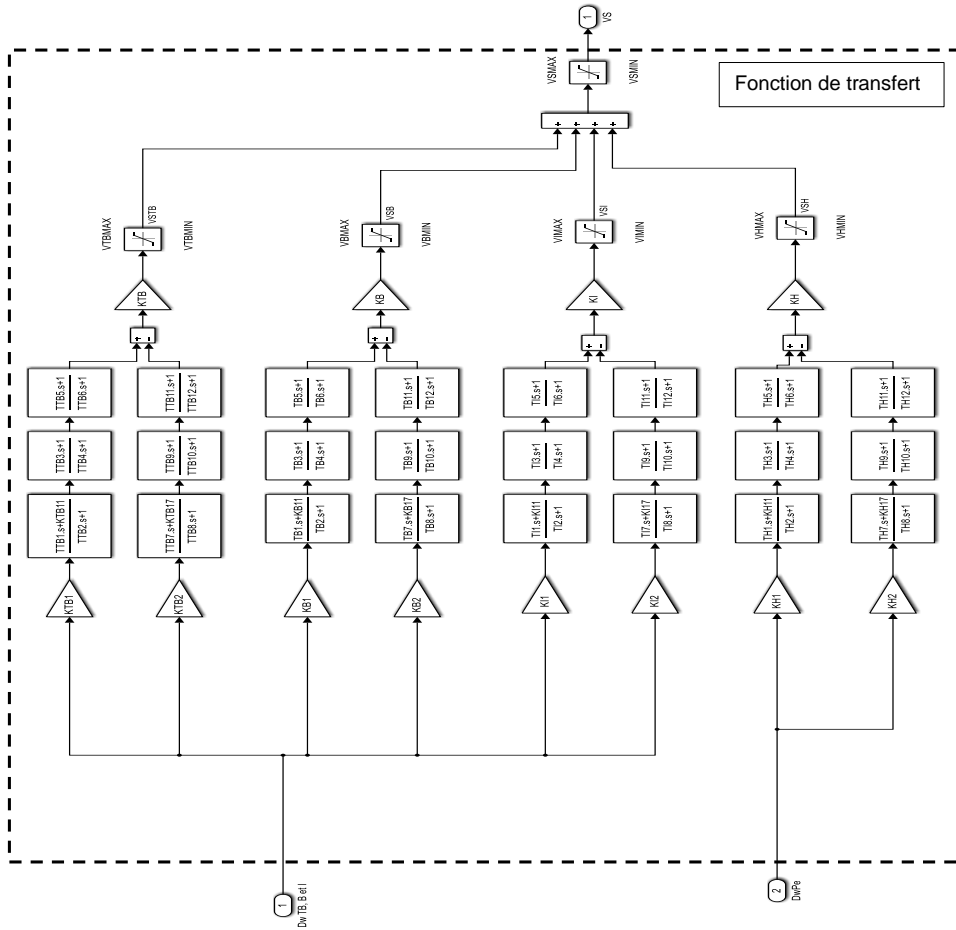 1
VS
VSMAX
VSMIN
Fonction de transfert
+
+
+
+
VTBMAX
VSTB
VTBMIN
VBMAX
VSB
VBMIN
VIMAX
VSI
VIMIN
VHMAX
VSH
VHMIN
KTB
KB
KI
KH
+
−
+
−
+
−
+
−
TTB5.s+1
TTB6.s+1
TTB11.s+1
TTB12.s+1
TB5.s+1
TB6.s+1
TB11.s+1
TB12.s+1
TI5.s+1
TI6.s+1
TI11.s+1
TI12.s+1
TH5.s+1
TH6.s+1
TH11.s+1
TH12.s+1
TTB3.s+1
TTB4.s+1
TTB9.s+1
TTB10.s+1
TB3.s+1
TB4.s+1
TB9.s+1
TB10.s+1
TI3.s+1
TI4.s+1
TI9.s+1
TI10.s+1
TH3.s+1
TH4.s+1
TH9.s+1
TH10.s+1
TTB1.s+KTB11
TTB2.s+1
TTB7.s+KTB17
TTB8.s+1
TB1.s+KB11
TB2.s+1
TB7.s+KB17
TB8.s+1
TI1.s+KI11
TI2.s+1
TI7.s+KI17
TI8.s+1
TH1.s+KH11
TH2.s+1
TH7.s+KH17
TH8.s+1
KTB1
KTB2
KB1
KB2
KI1
KI2
KH1
KH2
1
Dw TB, B et I
2
DwPe